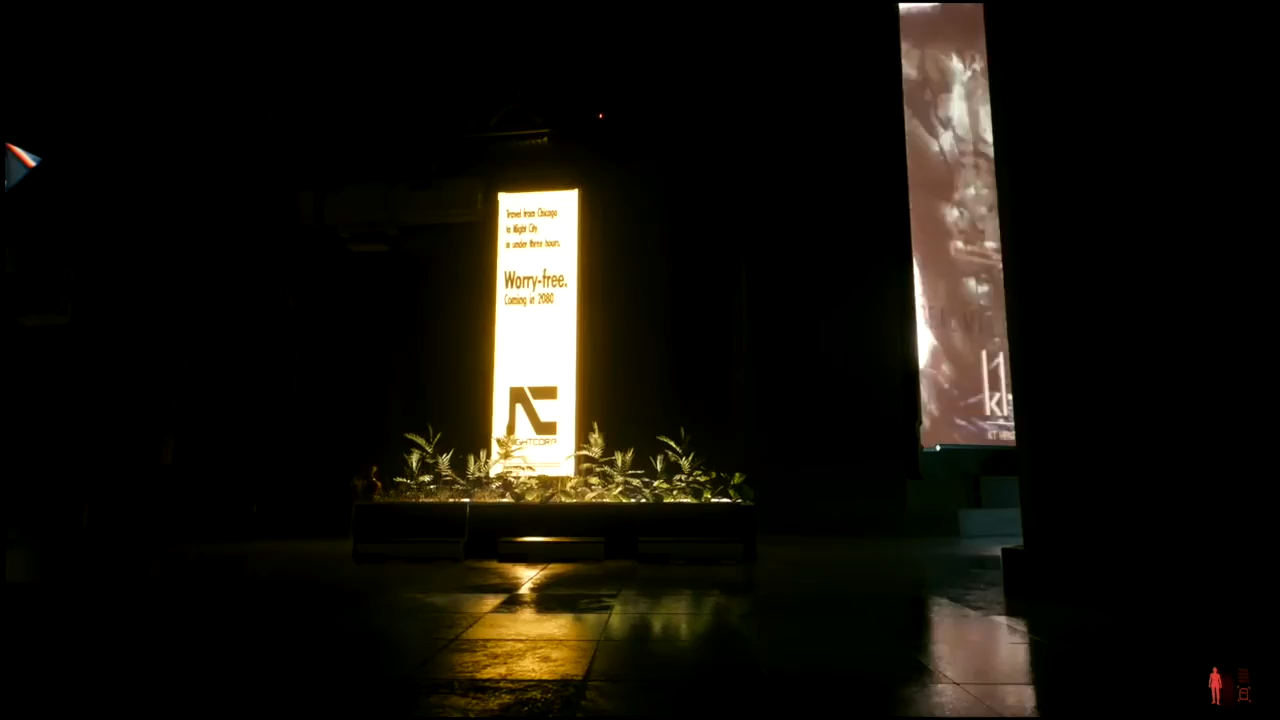 Travel from Chicago
to Night City
in under three hours.
Worry-free.
Coming in 2080
NIGHTCORP